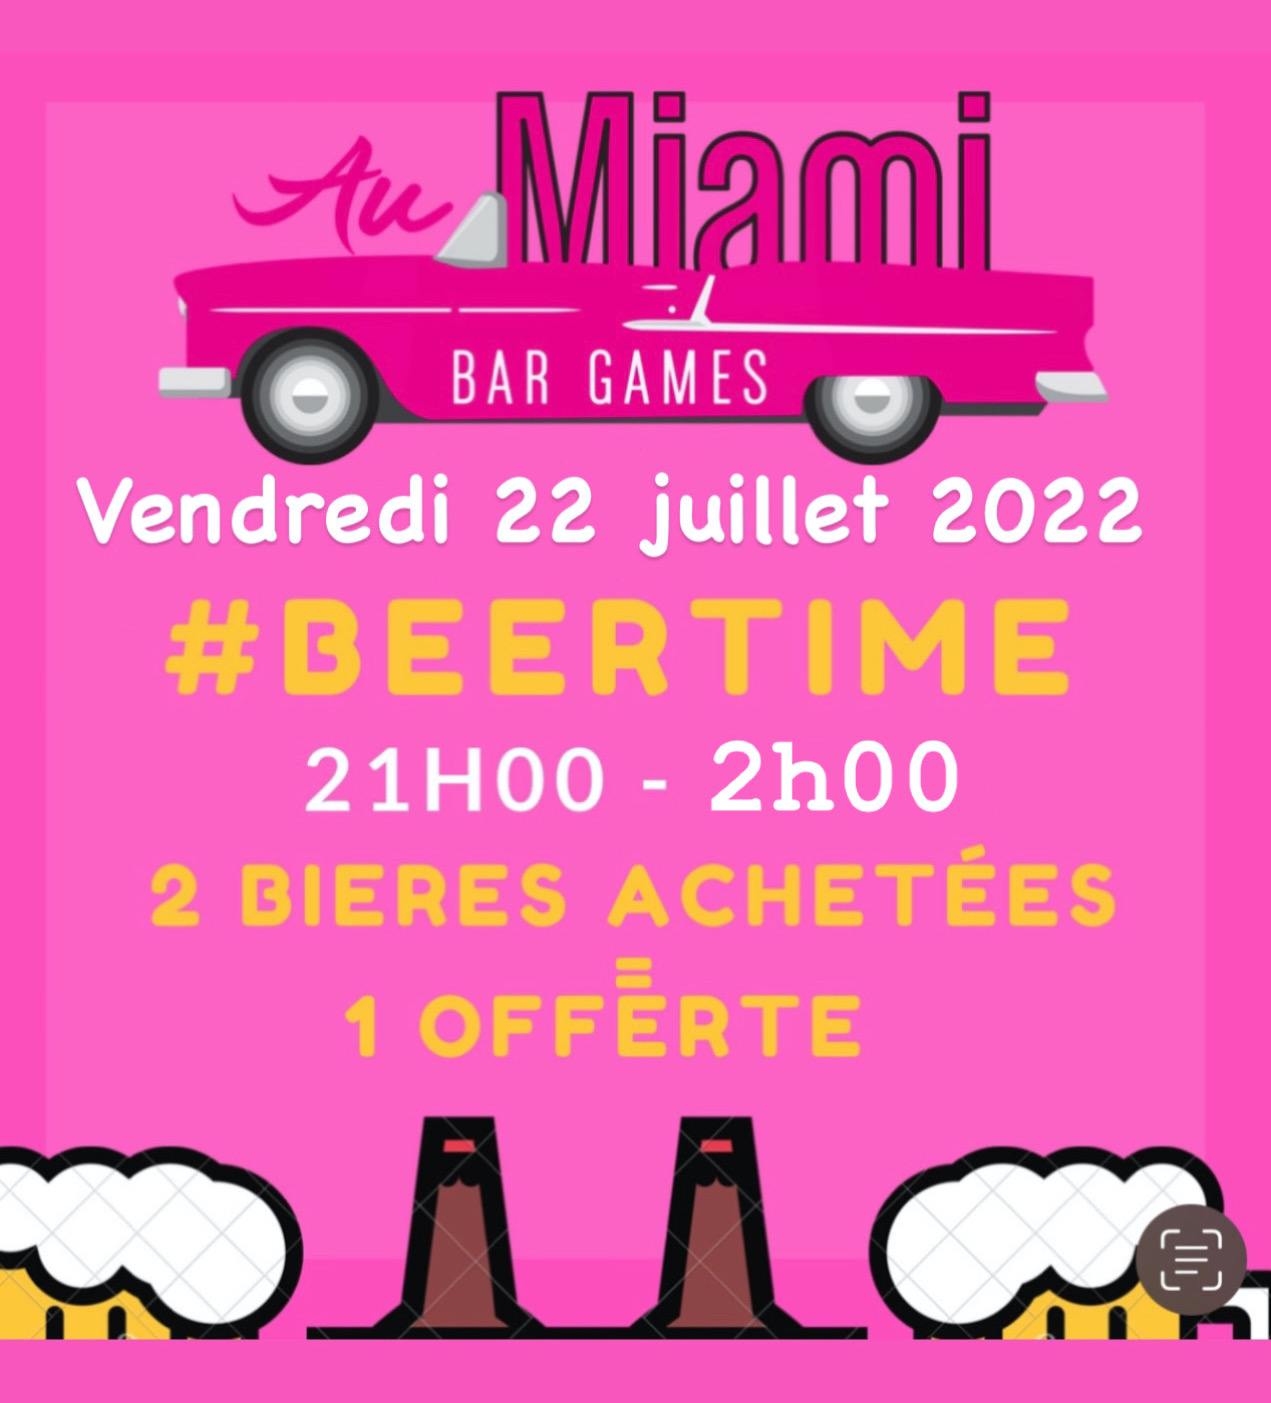 Au Miami
BAR GAMES
Vendredi 22 juillet 2022
#BEERTIME
21H00 - 2h00
2 BIERES ACHETÉES
=
1 OFFERTE